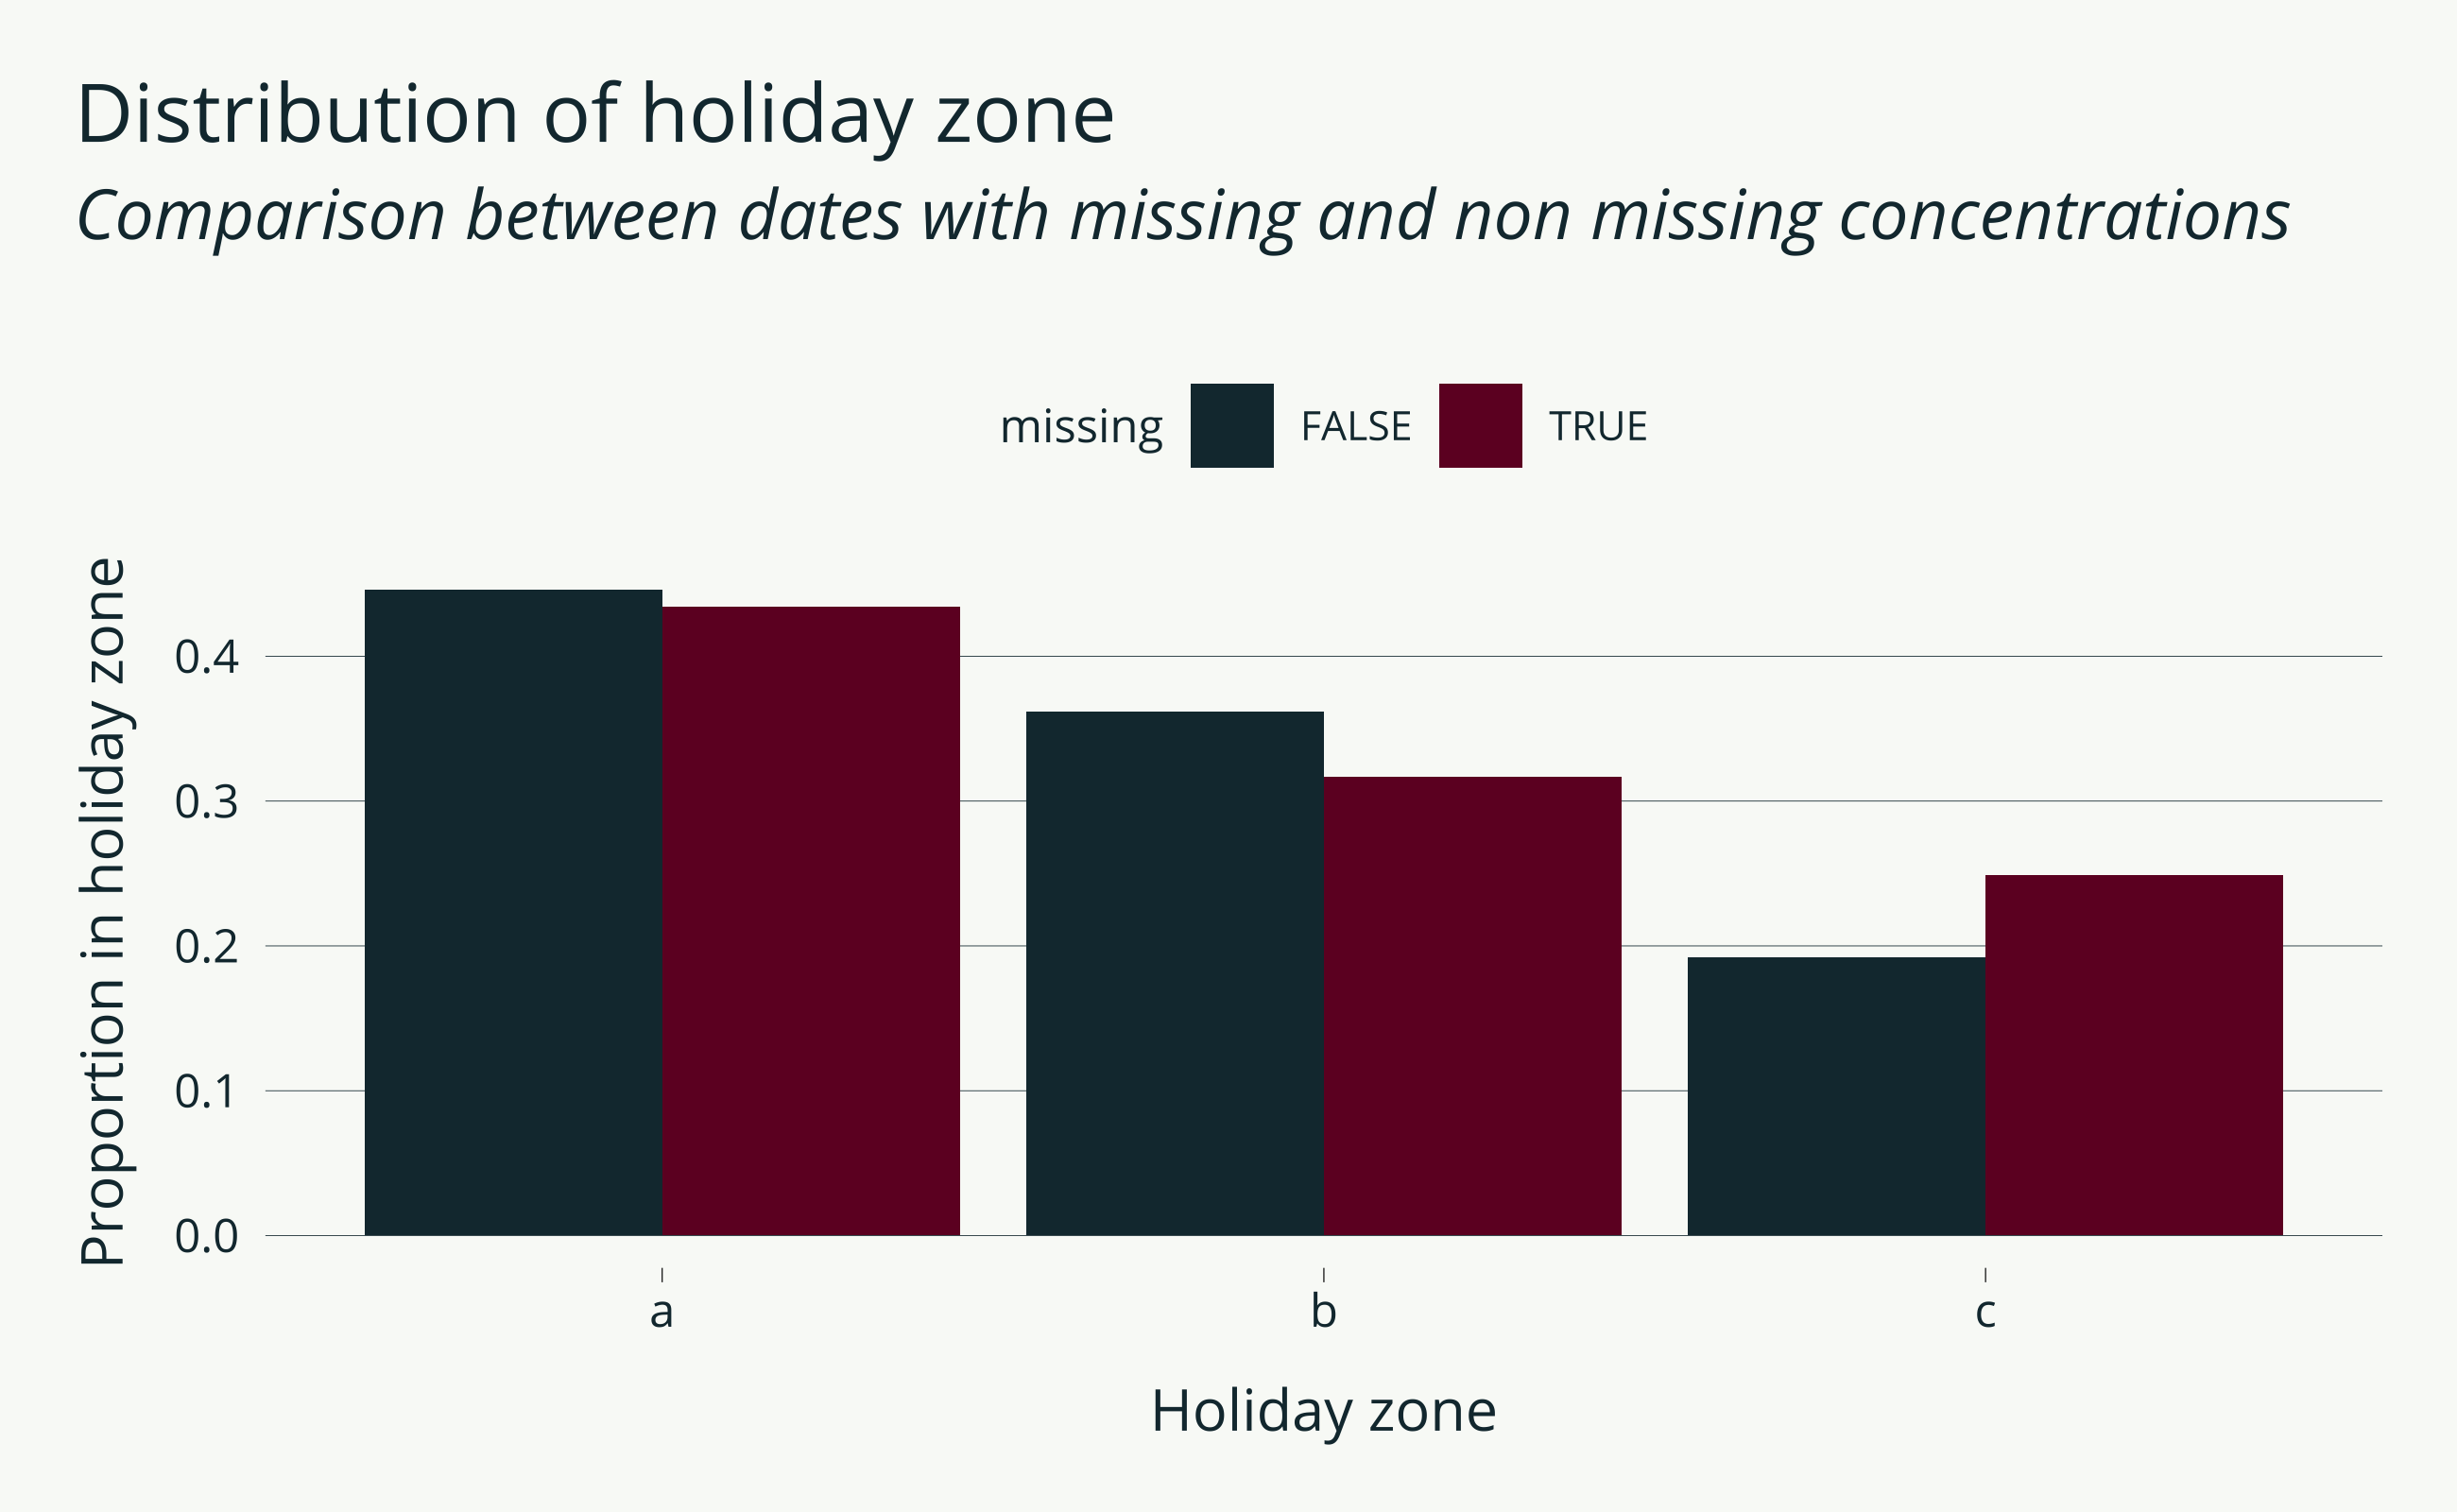 Distribution of holiday zone
Comparison between dates with missing and non missing concentrations
missing FALSE TRUE
Proportion in holiday zone
0.4
0.3
0.2
0.1
0.0
a b c
Holiday zone